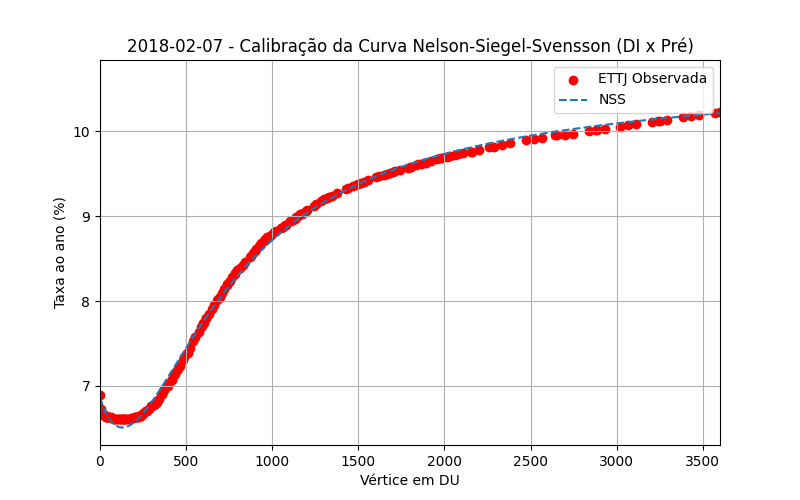 2018-02-07 - Calibração da Curva Nelson-Siegel-Svensson (DI x Pré)
ETTJ Observada
NSS
Taxa ao ano (%)
10
9
8
7
0 500 1000 1500 2000 2500 3000 3500
Vértice em DU